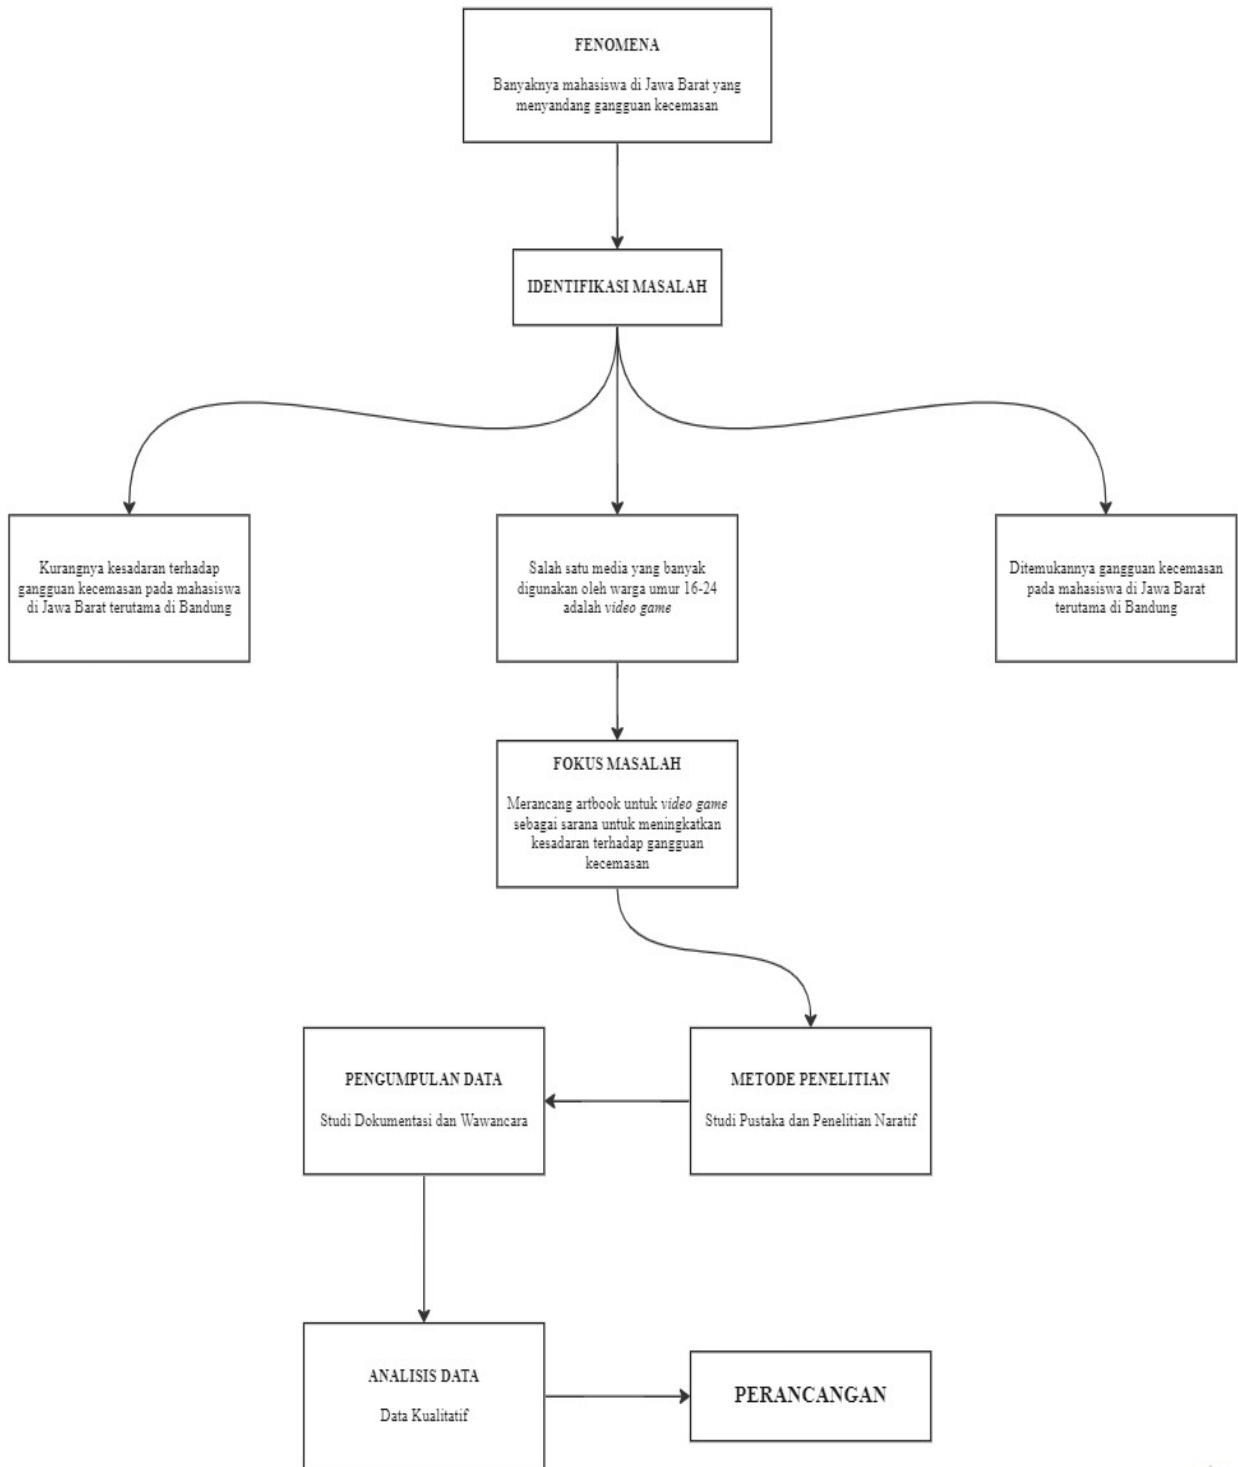 FENOMENA
Banyaknya mahasiswa di Jawa Barat yang
menyandang gangguan kecemasan
IDENTIFIKASI MASALAH
Kurangnya kesadaran terhadap
gangguan kecemasan pada mahasiswa
di Jawa Barat terutama di Bandung
Salah satu media yang banyak
digunakan oleh warga umur 16-24
adalah video game
Ditemukannya gangguan kecemasan
pada mahasiswa di Jawa Barat
terutama di Bandung
FOKUS MASALAH
Merancang artbook untuk video game
sebagai sarana untuk meningkatkan
kesadaran terhadap gangguan
kecemasan
PENGUMPULAN DATA
Studi Dokumentasi dan Wawancara
METODE PENELITIAN
Studi Pustaka dan Penelitian Naratif
ANALISIS DATA
Data Kualitatif
PERANCANGAN